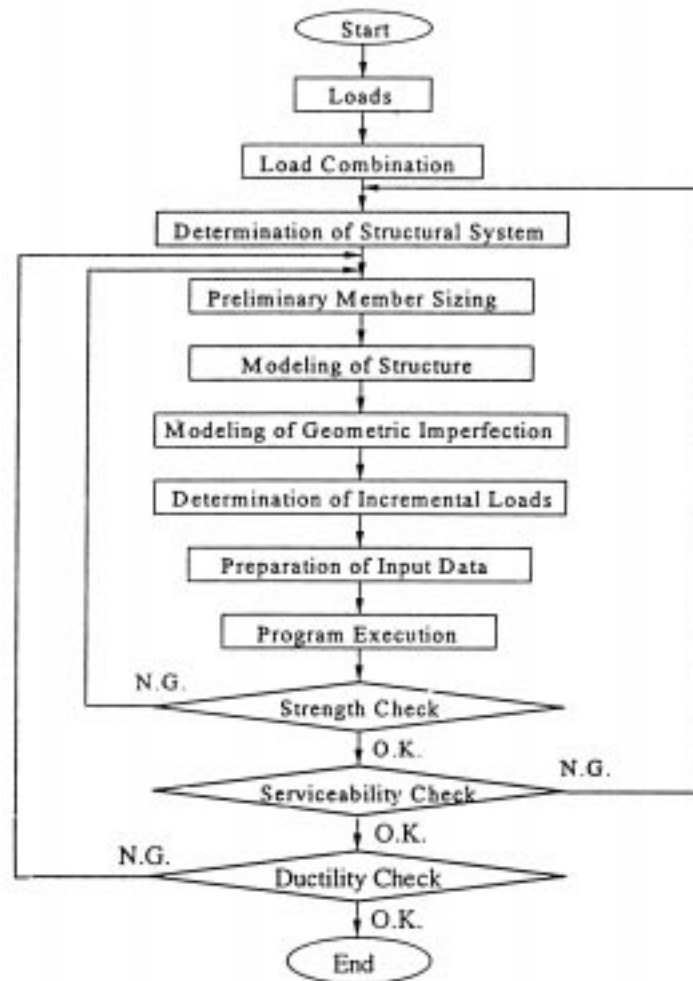 Start
Loads
Load Combination
Determination of Structural System
Preliminary Member Sizing
Modeling of Structure
Modeling of Geometric Imperfection
Determination of Incremental Loads
Preparation of Input Data
Program Execution
N.G.
Strength Check
O.K.
N.G.
Serviceability Check
O.K.
N.G.
Ductility Check
O.K.
End